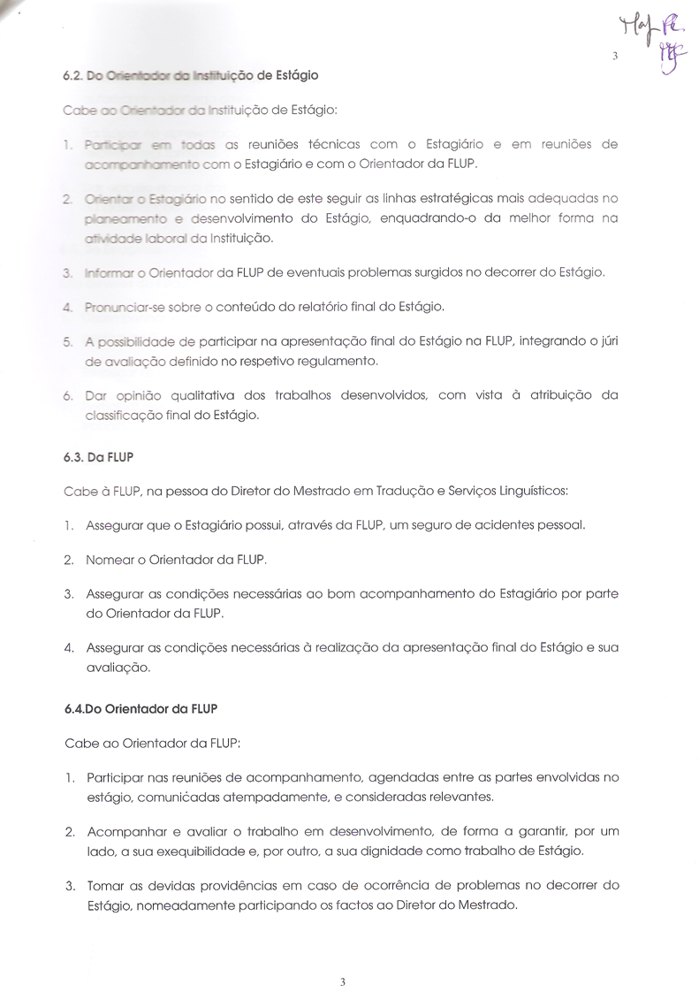 3
6.2. Do Orientador da Instituição de Estágio
Cabe ao Orientador da Instituição de Estágio:
1. Participar em todas as reuniões técnicas com o Estagiário e em reuniões de
acompanhamento com o Estagiário e com o Orientador da FLUP.
2. Orientar o Estagiário no sentido de este seguir as linhas estratégicas mais adequadas no
planeamento e desenvolvimento do Estágio, enquadrando-o da melhor forma na
atividade laboral da Instituição.
3. Informar o Orientador da FLUP de eventuais problemas surgidos no decorrer do Estágio.
4. Pronunciar-se sobre o conteúdo do relatório final do Estágio.
5. A possibilidade de participar na apresentação final do Estágio na FLUP, integrando o júri
de avaliação definido no respetivo regulamento.
6. Dar opinião qualitativa dos trabalhos desenvolvidos, com vista à atribuição da
classificação final do Estágio.
6.3. Da FLUP
Cabe à FLUP, na pessoa do Diretor do Mestrado em Tradução e Serviços Linguísticos:
1. Assegurar que o Estagiário possui, através da FLUP, um seguro de acidentes pessoal.
2. Nomear o Orientador da FLUP.
3. Assegurar as condições necessárias ao bom acompanhamento do Estagiário por parte
do Orientador da FLUP.
4. Assegurar as condições necessárias à realização da apresentação final do Estágio e sua
avaliação.
6.4.Do Orientador da FLUP
Cabe ao Orientador da FLUP:
1. Participar nas reuniões de acompanhamento, agendadas entre as partes envolvidas no
estágio, comunicadas atempadamente, e consideradas relevantes.
2. Acompanhar e avaliar o trabalho em desenvolvimento, de forma a garantir, por um
lado, a sua exequibilidade e, por outro, a sua dignidade como trabalho de Estágio.
3. Tomar as devidas providências em caso de ocorrência de problemas no decorrer do
Estágio, nomeadamente participando os factos ao Diretor do Mestrado.
3